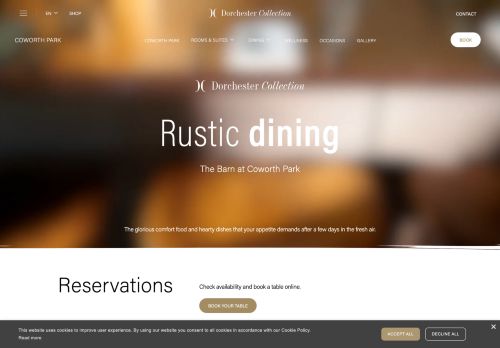 EN SHOP
Dorchester Collection
CONTACT
COWORTH PARK
COWORTH PARK ROOMS & SUITES DINING WELLNESS OCCASIONS GALLERY
BOOK
Dorchester Collection
Rustic dining
The Barn at Coworth Park
The glorious comfort food and hearty dishes that your appetite demands after a few days in the fresh air.
Reservations
Check availability and book a table online.
BOOK YOUR TABLE
This website uses cookies to improve user experience. By using our website you consent to all cookies in accordance with our Cookie Policy.
Read more
ACCEPT ALL
DECLINE ALL